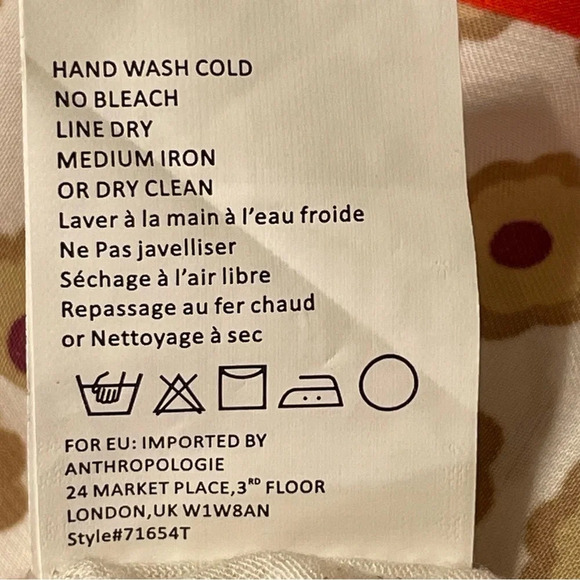 HAND WASH COLD
NO BLEACH
LINE DRY
MEDIUM IRON
OR DRY CLEAN
Laver à la main à l'eau froide
Ne Pas javelliser
Séchage à l'air libre
Repassage au fer chaud
or Nettoyage à sec
FOR EU: IMPORTED BY
ANTHROPOLOGIE
24 MARKET PLACE,3RD FLOOR
LONDON,UK W1W8AN
Style#71654T